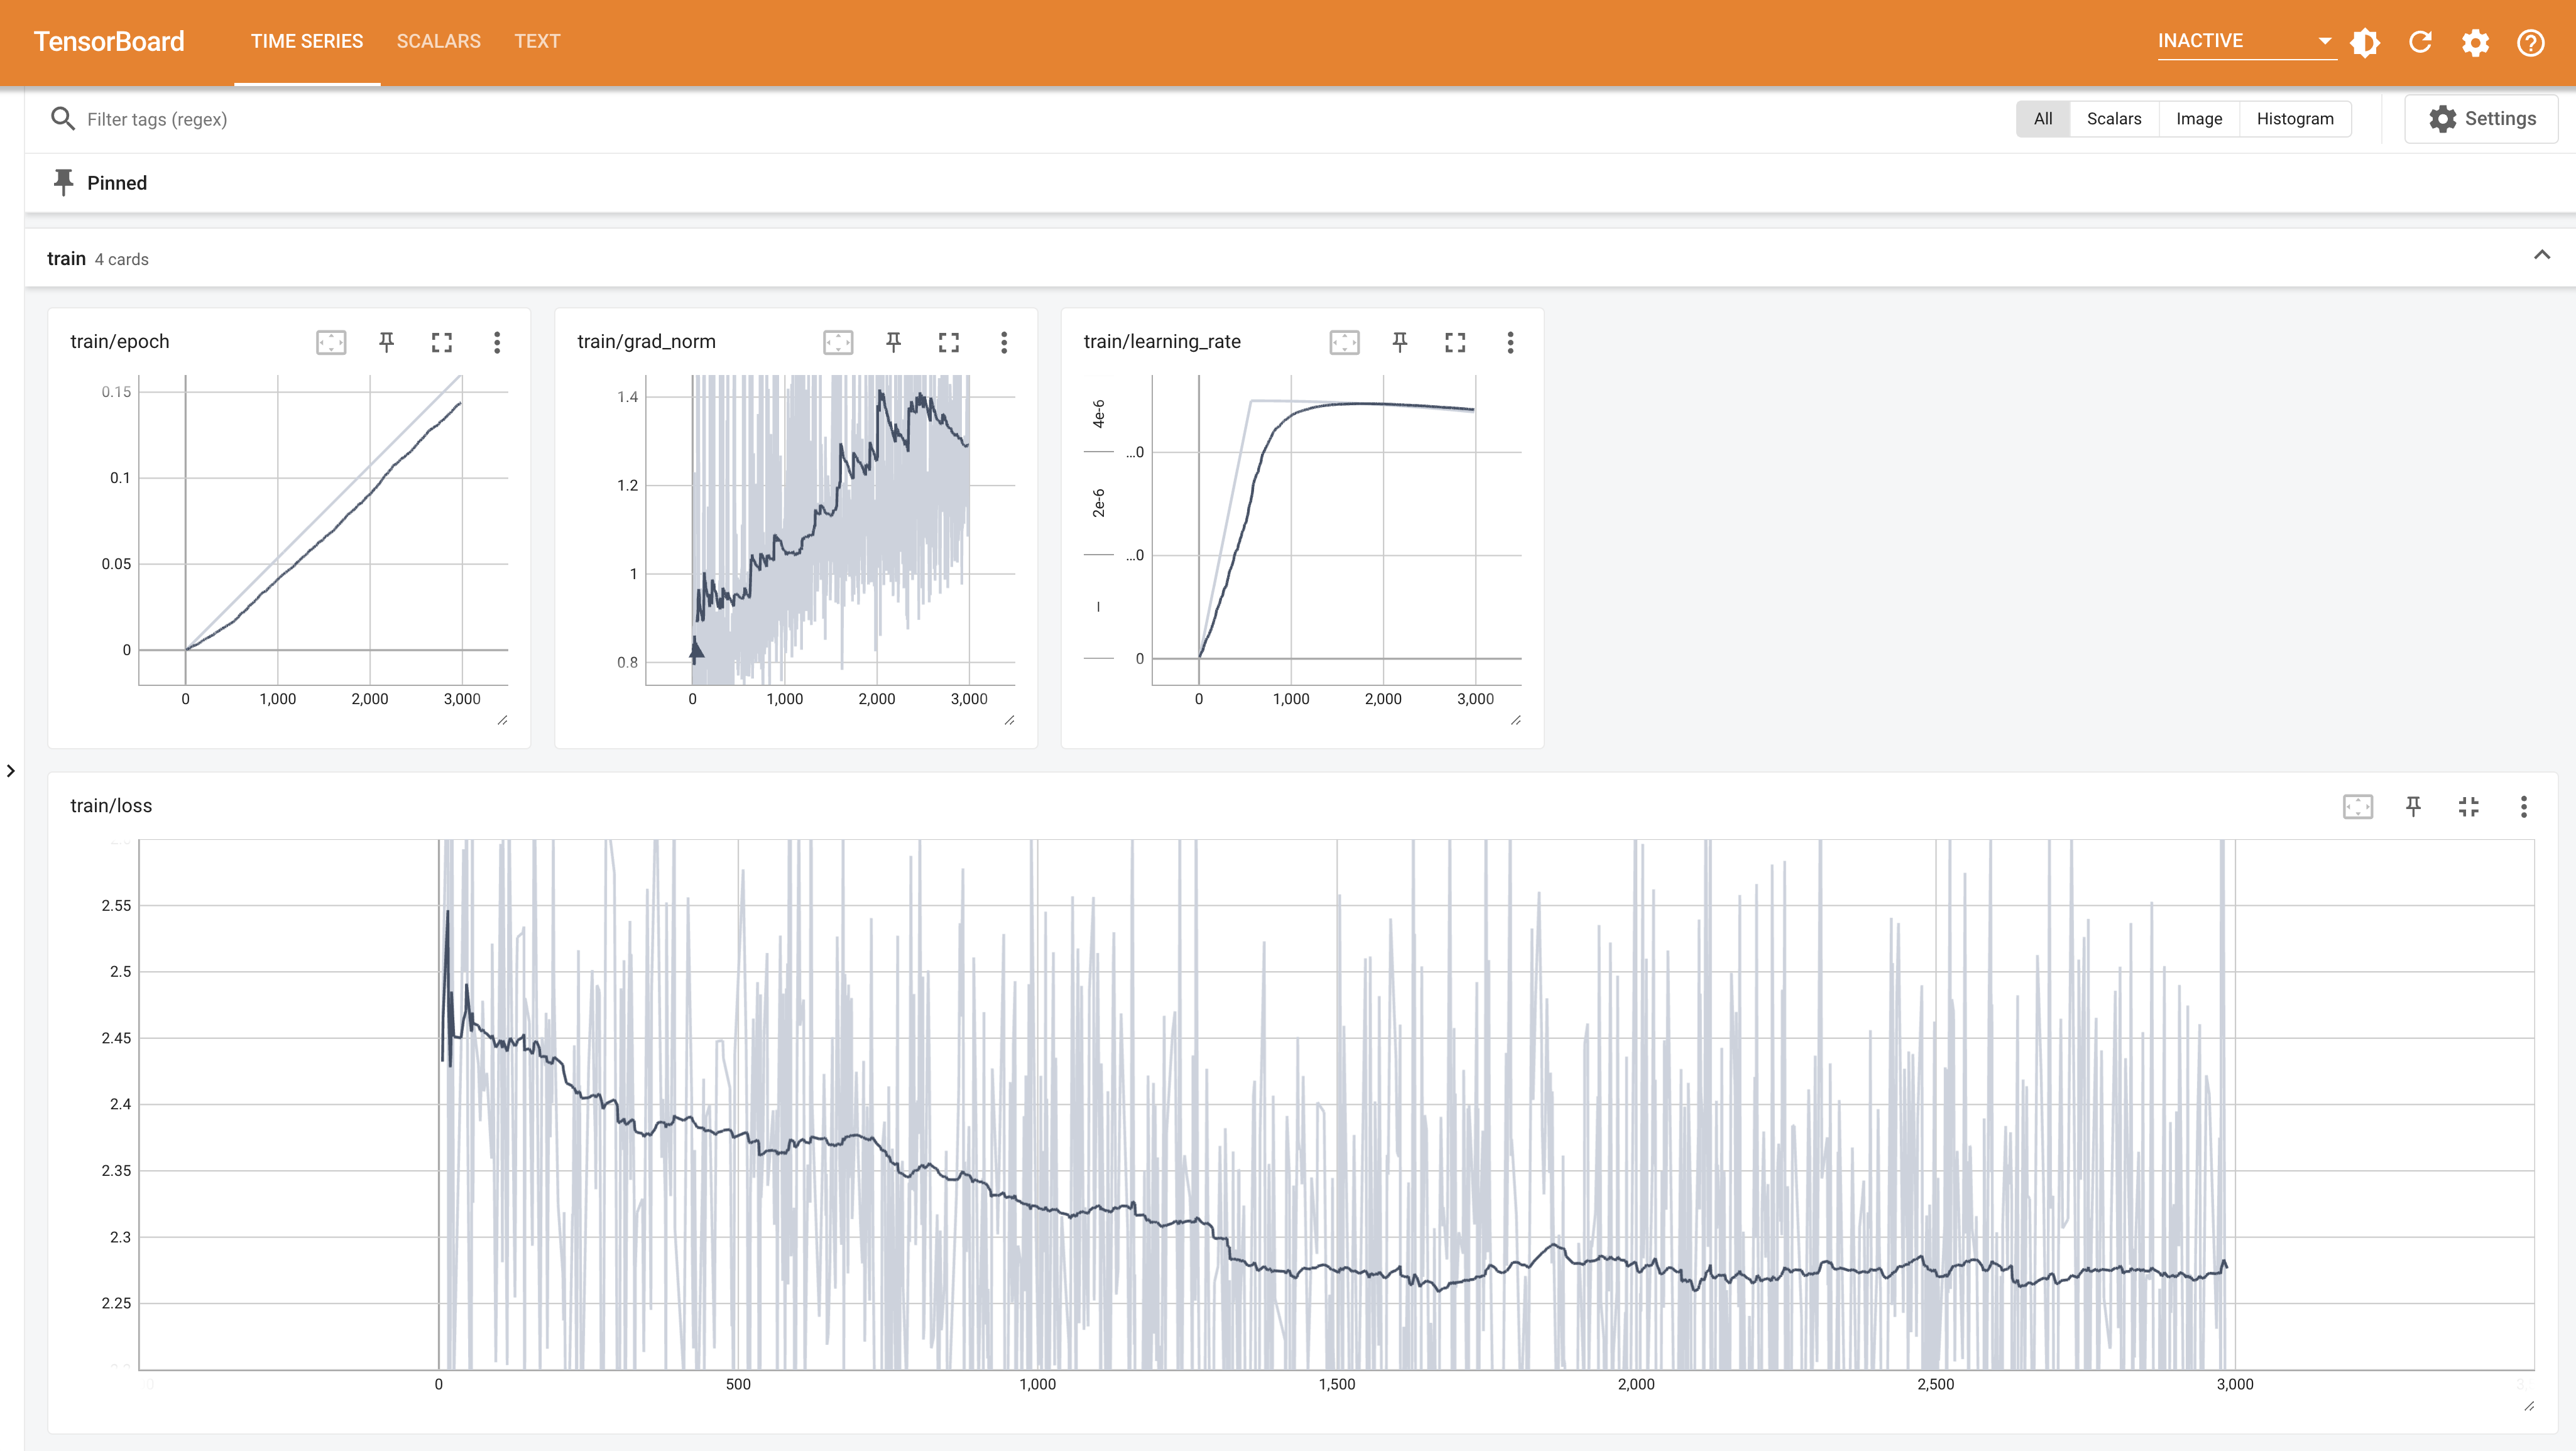 TensorBoard TIME SERIES SCALARS TEXT INACTIVE
Filter tags (regex) All Scalars Image Histogram Settings
Pinned
train 4 cards
train/epoch
0.15
0.1
0.05
0
0 1,000 2,000 3,000
train/grad_norm
1.4
1.2
1
0.8
0 1,000 2,000 3,000
train/learning_rate
4e-6
...0
2e-6
...0
0
0 1,000 2,000 3,000
train/loss
2.55
2.5
2.45
2.4
2.35
2.3
2.25
0 500 1,000 1,500 2,000 2,500 3,000